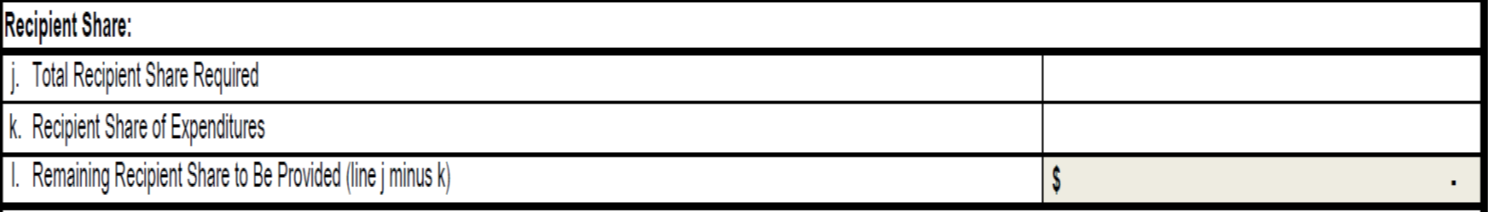 Recipient Share:
j. Total Recipient Share Required
k. Recipient Share of Expenditures
l. Remaining Recipient Share to Be Provided (line j minus k) $ -